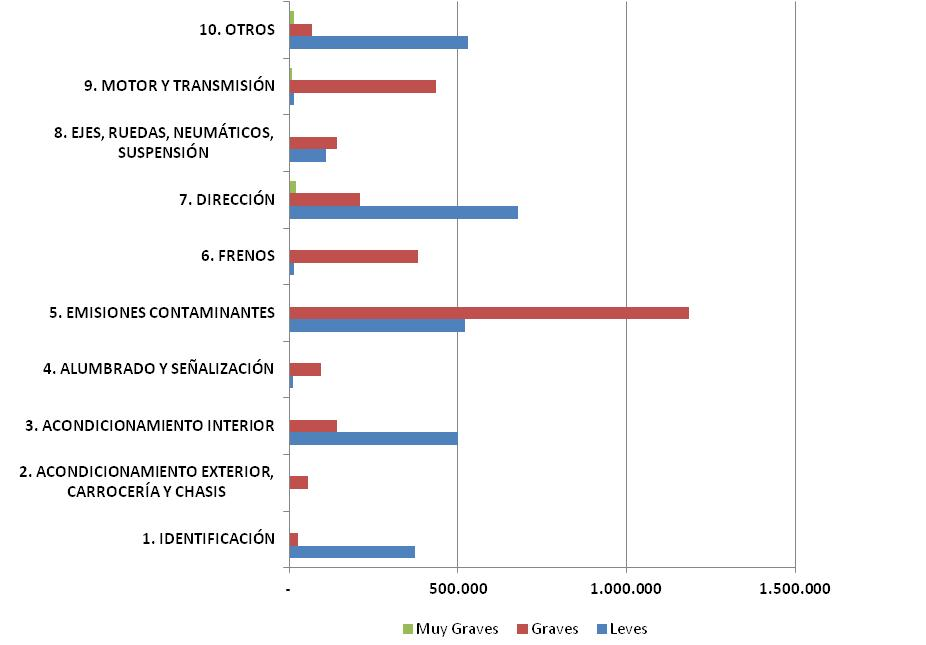 10. OTROS
9. MOTOR Y TRANSMISIÓN
8. EJES, RUEDAS, NEUMÁTICOS,
SUSPENSIÓN
7. DIRECCIÓN
6. FRENOS
5. EMISIONES CONTAMINANTES
4. ALUMBRADO Y SEÑALIZACIÓN
3. ACONDICIONAMIENTO INTERIOR
2. ACONDICIONAMIENTO EXTERIOR,
CARROCERÍA Y CHASIS
1. IDENTIFICACIÓN
- 500.000 1.000.000 1.500.000
Muy Graves Graves Leves